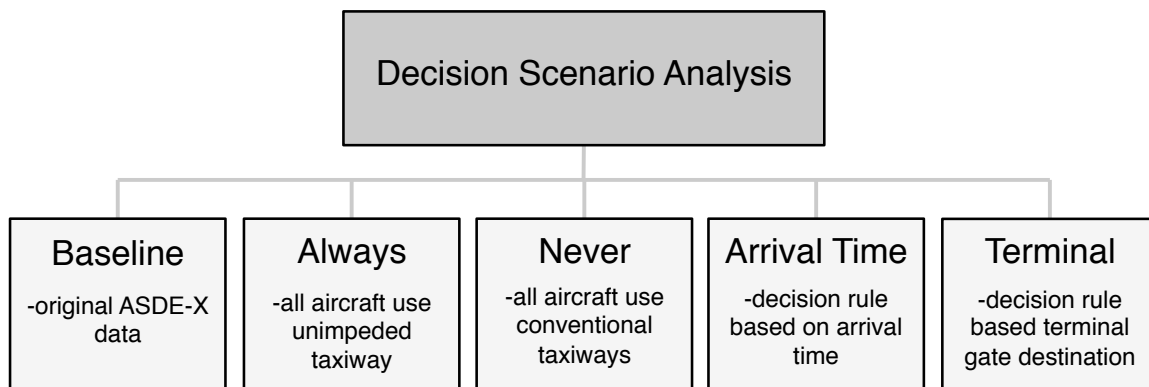 Decision Scenario Analysis
Baseline
-original ASDE-X
data
Always
-all aircraft use
unimpeded
taxiway
Never
-all aircraft use
conventional
taxiways
Arrival Time
-decision rule
based on arrival
time
Terminal
-decision rule
based terminal
gate destination